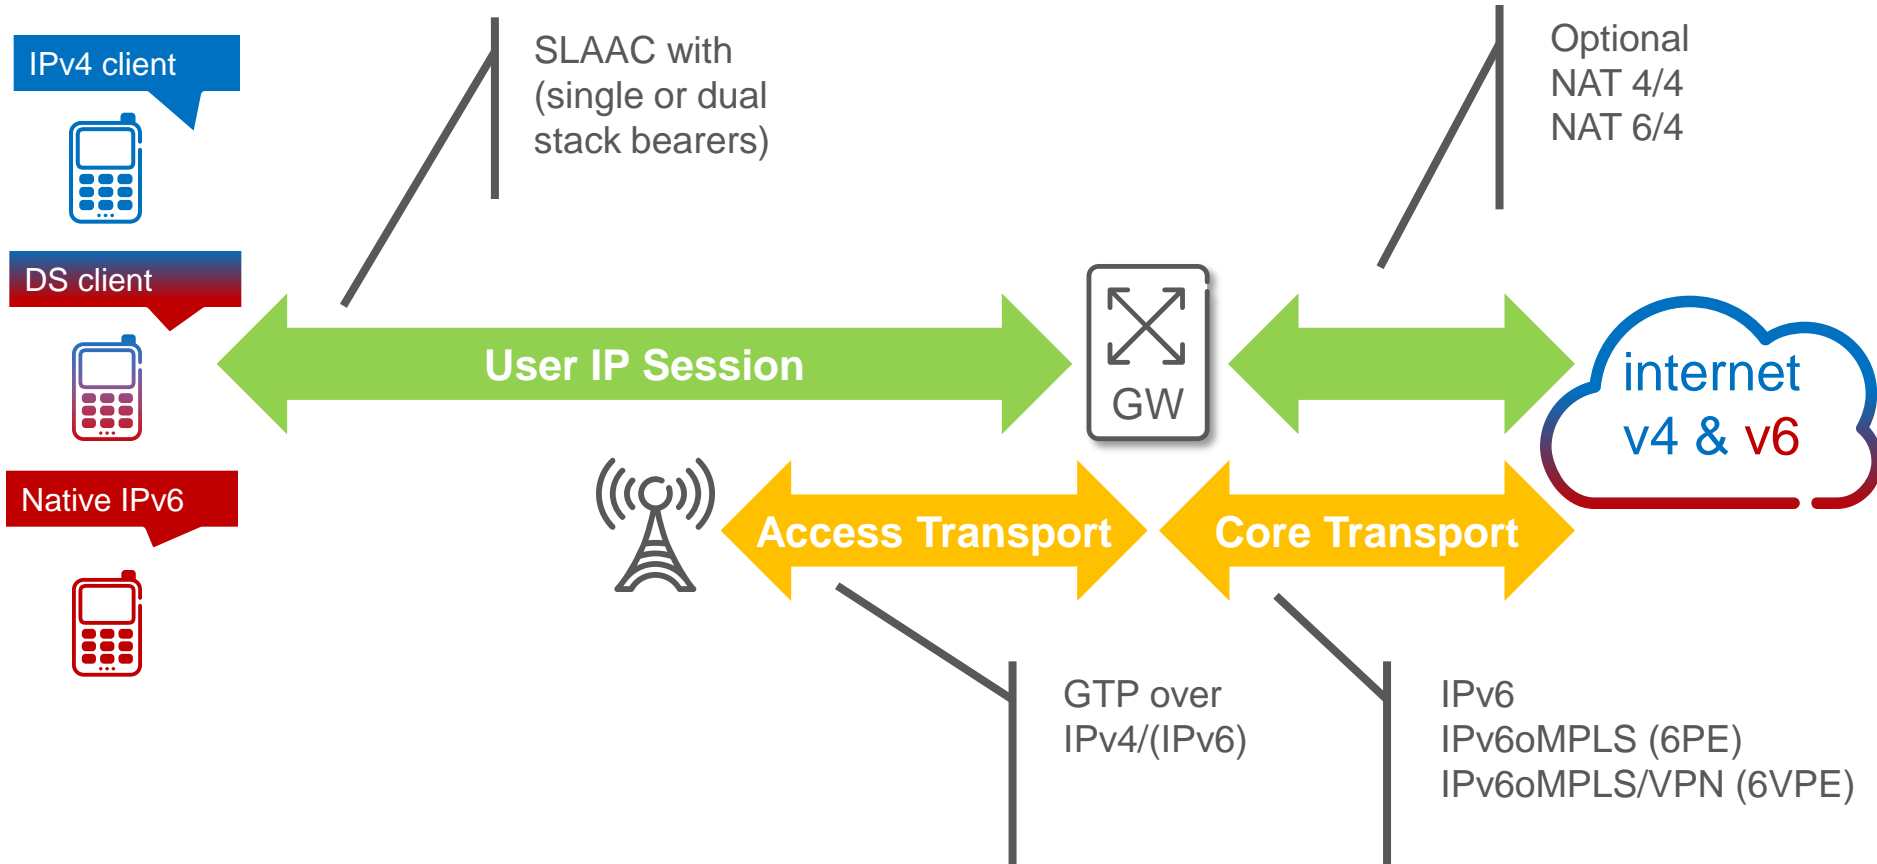 IPv4 client
SLAAC with
(single or dual
stack bearers)
Optional
NAT 4/4
NAT 6/4
DS client
User IP Session
GW
internet
v4 & v6
Native IPv6
Access Transport
Core Transport
GTP over
IPv4/(IPv6)
IPv6
IPv6oMPLS (6PE)
IPv6oMPLS/VPN (6VPE)